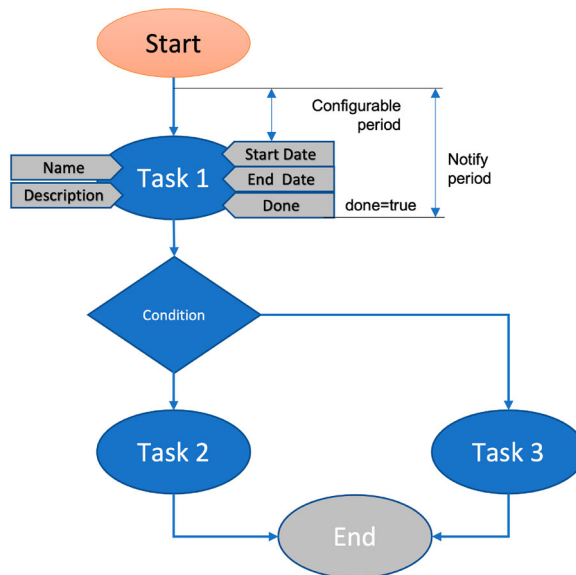 Start
Configurable
period
Notify
period
Name
Description
Task 1
Start Date
End Date
Done
done=true
Condition
Task 2
Task 3
End